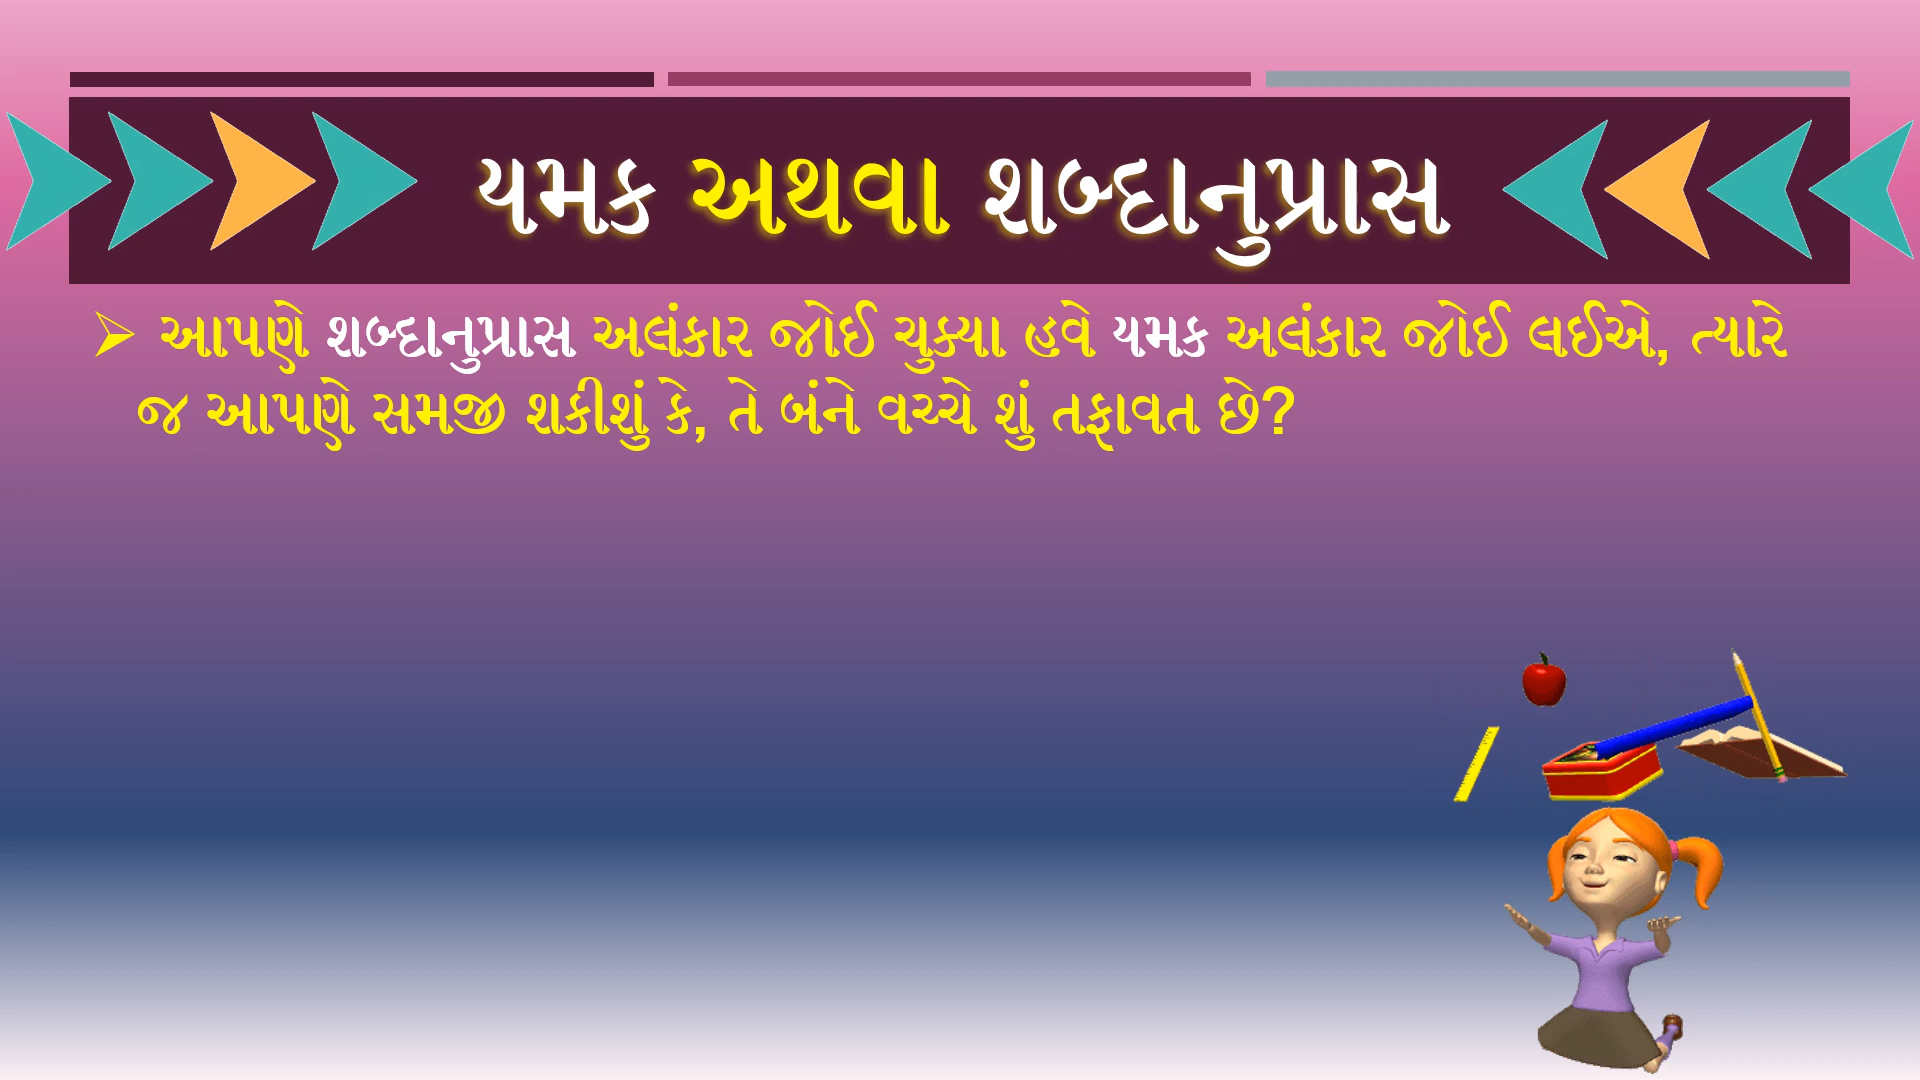 યમક અથવા શબ્દાનુપ્રાસ
આપણે શબ્દાનુપ્રાસ અલંકાર જોઈ ચુક્યા હવે યમક અલંકાર જોઈ લઈએ, ત્યારે
જ આપણે સમજી શકીશું કે, તે બંને વચ્ચે શું તફાવત છે?